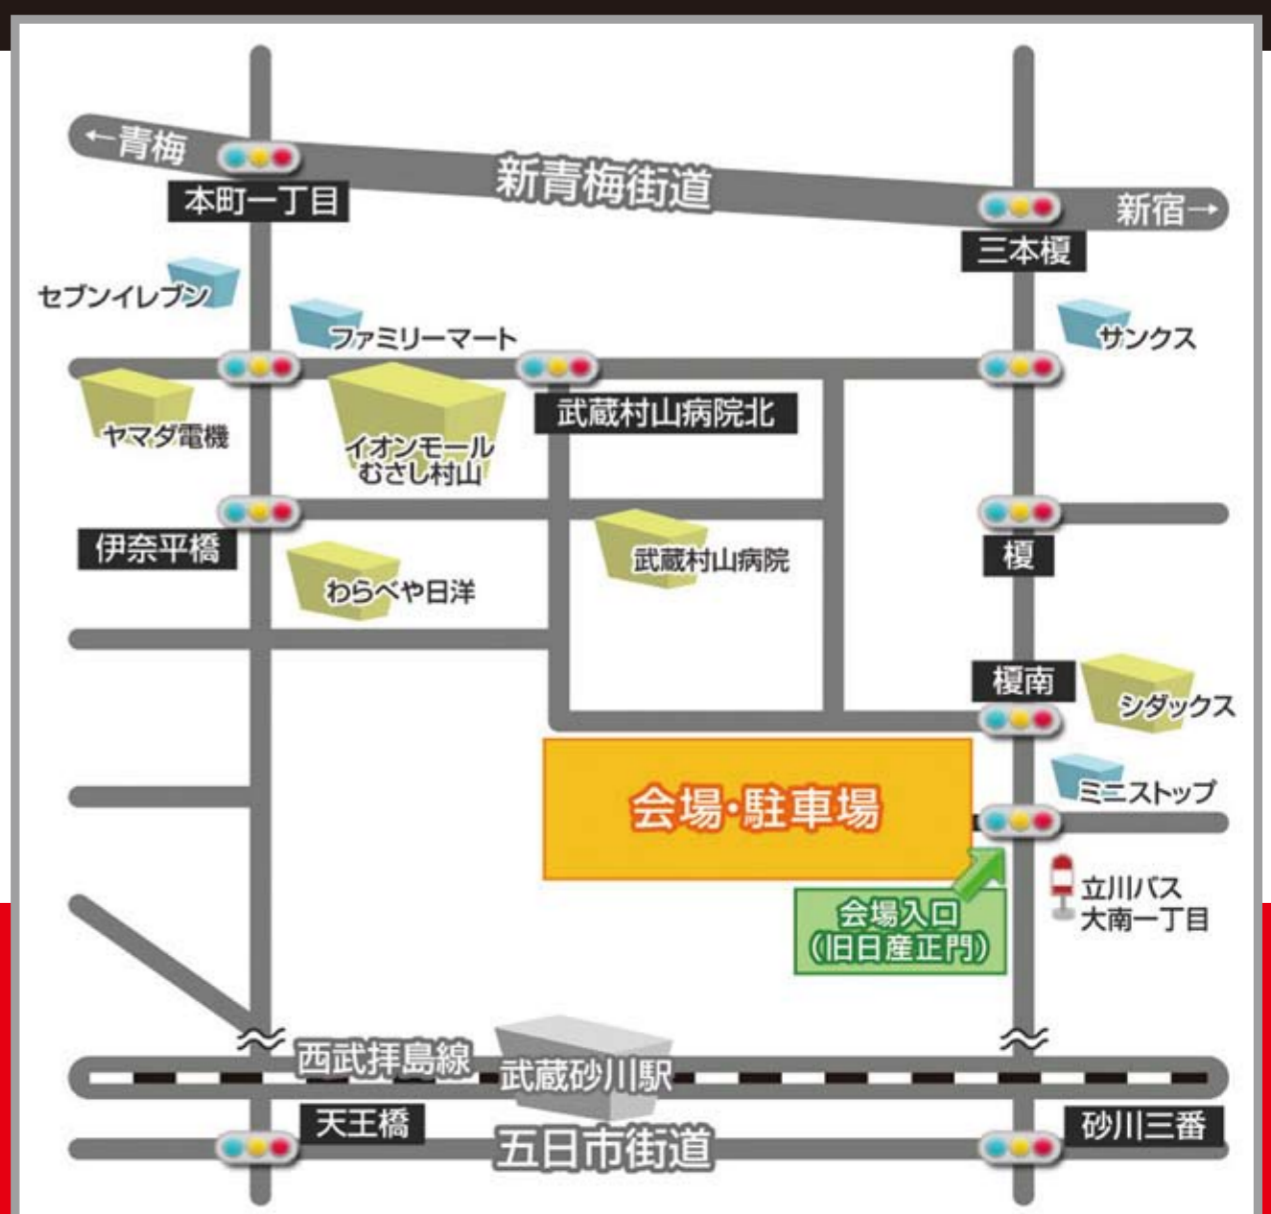 ←青梅
新青梅街道
新宿→
本町一丁目
三本榎
セブンイレブン
ファミリーマート
サンクス
ヤマダ電機
イオンモール
むさし村山
武蔵村山病院北
伊奈平橋
わらべや日洋
武蔵村山病院
榎
榎南
シダックス
会場・駐車場
ミニストップ
会場入口
(旧日産正門)
立川バス
大南一丁目
西武拝島線
武蔵砂川駅
天王橋
砂川三番
五日市街道